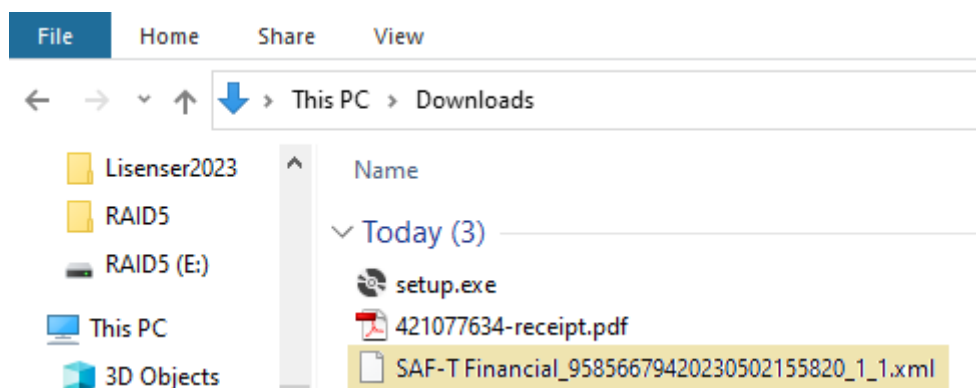 File Home Share View
This PC > Downloads
Lisenser2023
RAID5
RAID5 (E:)
This PC
3D Objects
Name
Today (3)
setup.exe
421077634-receipt.pdf
SAF-T Financial_95856679420230502155820_1_1.xml